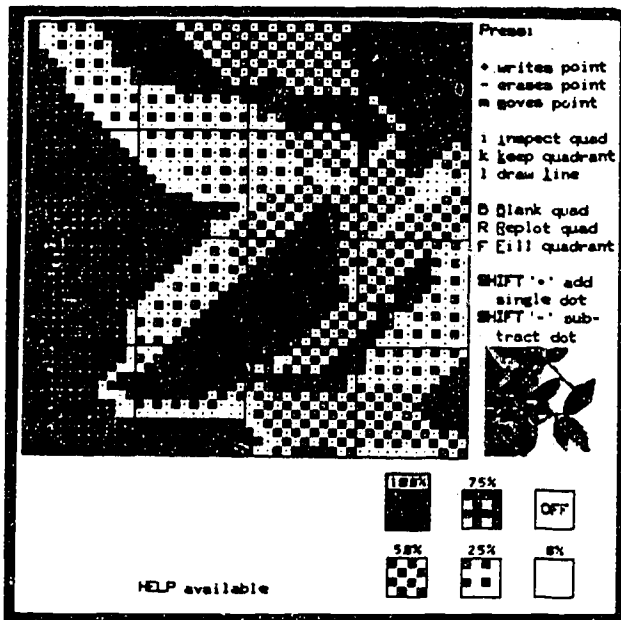 Press:
+ writes point
- erases point
m moves point
i inspect quad
k keep quadrant
l draw line
B Blank quad
R Replot quad
F Fill quadrant
SHIFT '+' add
single dot
SHIFT '-' sub-
tract dot
100% 75% OFF
50% 25% 0%
HELP available